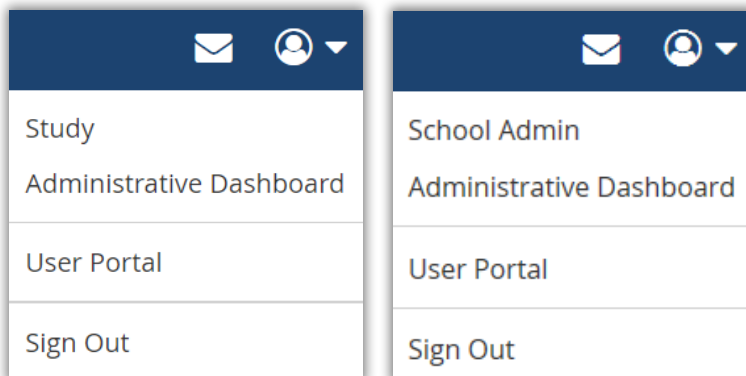 Study
Administrative Dashboard
User Portal
Sign Out
School Admin
Administrative Dashboard
User Portal
Sign Out